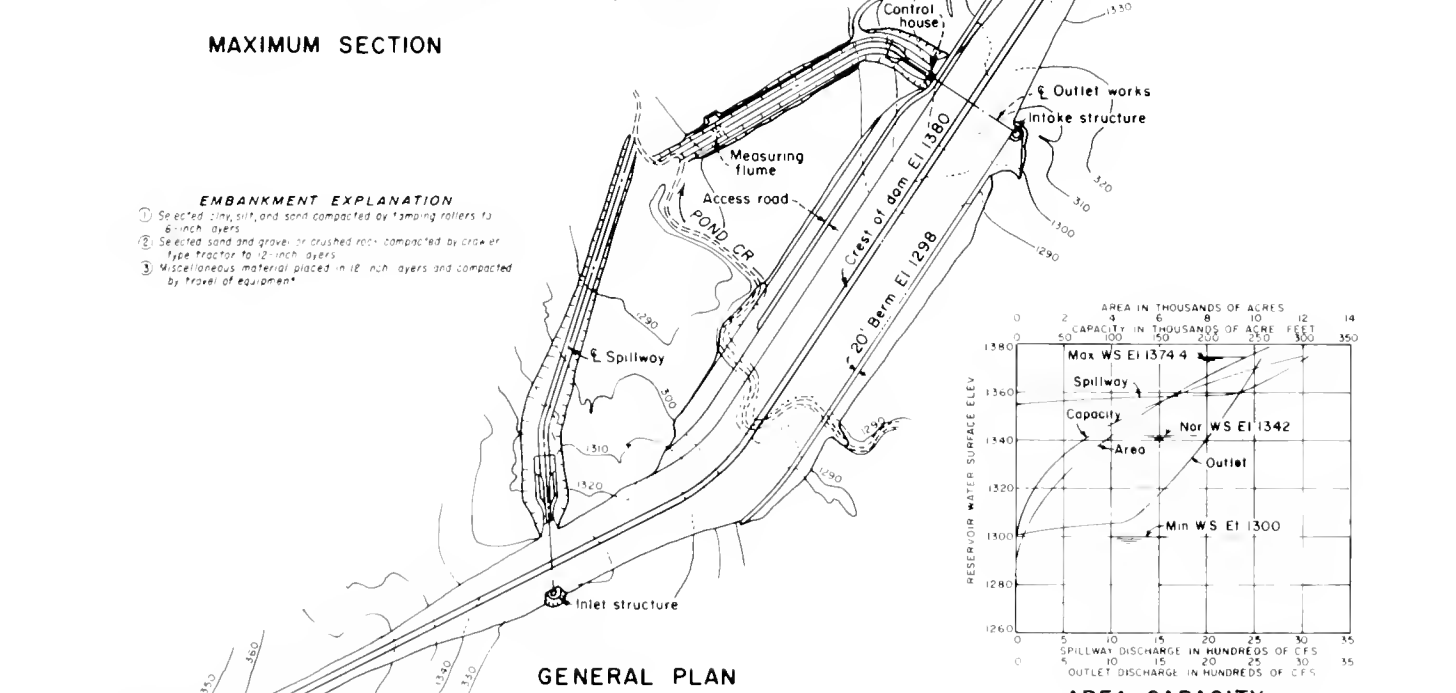 MAXIMUM SECTION
EMBANKMENT EXPLANATION
① Selected clay, silt, and sand compacted by tamping rollers to
6-inch layers
② Selected sand and gravel or crushed rock compacted by crawler
type tractor to 12-inch layers
③ Miscellaneous material placed in 12 inch layers and compacted
by travel of equipment
Control
house
1330
℄ Outlet works
Intake structure
Measuring
flume
Access road
POND CR
Crest of dam El 1380
20' Berm El 1298
320
310
1300
1290
1290
℄ Spillway
300
1310
1320
1290
1290
Inlet structure
360
350
1340
1330
GENERAL PLAN
AREA IN THOUSANDS OF ACRES
0 2 4 6 8 10 12 14
CAPACITY IN THOUSANDS OF ACRE FEET
0 50 100 150 200 250 300 350
RESERVOIR WATER SURFACE ELEV
1380
1360
1340
1320
1300
1280
1260
Max WS El 1374.4
Spillway
Capacity
Nor WS El 1342
Area
Outlet
Min WS El 1300
0 5 10 15 20 25 30 35
SPILLWAY DISCHARGE IN HUNDREDS OF CFS
0 5 10 15 20 25 30 35
OUTLET DISCHARGE IN HUNDREDS OF CFS